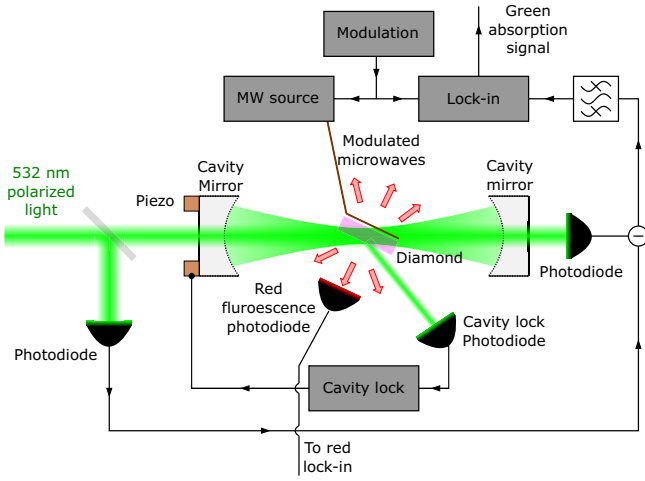 Green
absorption
signal
Modulation
MW source
Lock-in
Modulated
microwaves
532 nm
polarized
light
Cavity
Mirror
Cavity
mirror
Piezo
Diamond
Photodiode
Red
fluroescence
photodiode
Cavity lock
Photodiode
Photodiode
Cavity lock
To red
lock-in